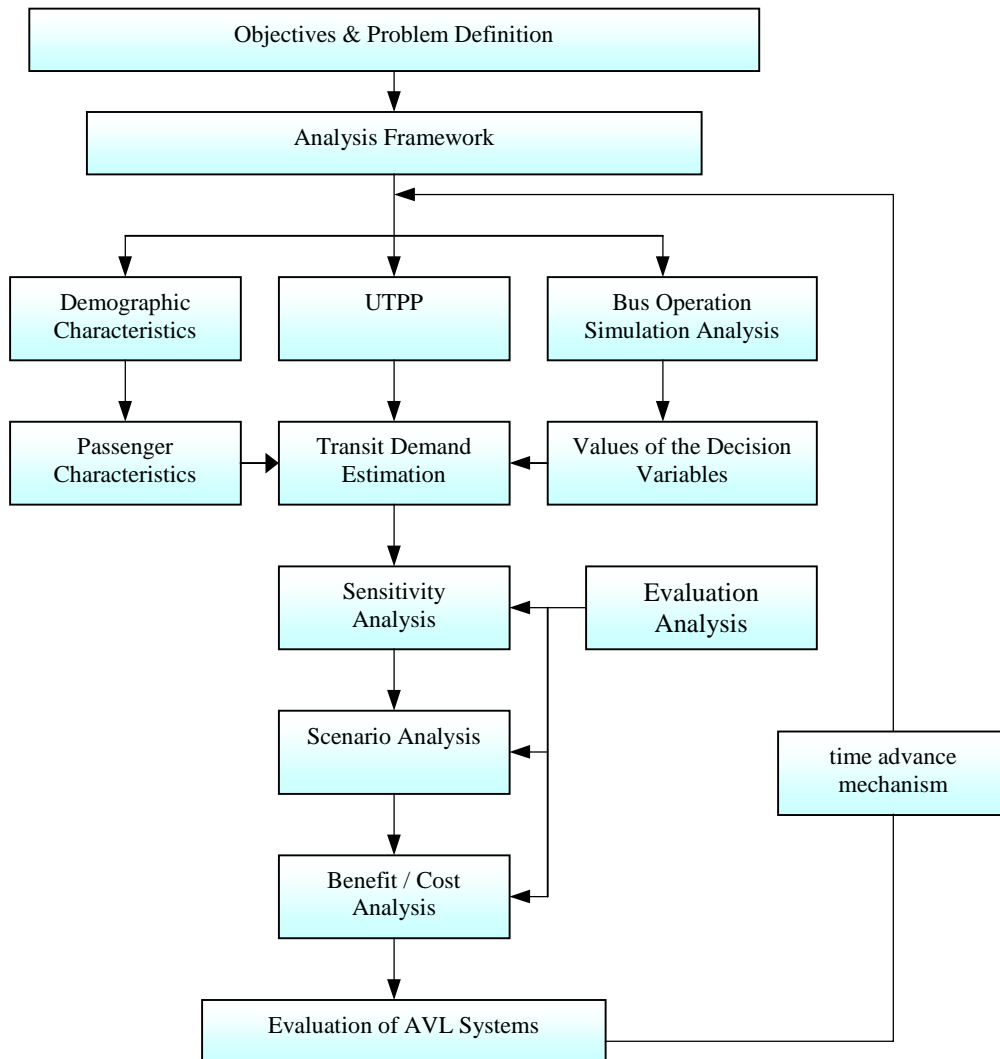 Objectives & Problem Definition
Analysis Framework
Demographic
Characteristics
UTPP
Bus Operation
Simulation Analysis
Passenger
Characteristics
Transit Demand
Estimation
Values of the Decision
Variables
Sensitivity
Analysis
Evaluation
Analysis
Scenario Analysis
time advance
mechanism
Benefit / Cost
Analysis
Evaluation of AVL Systems